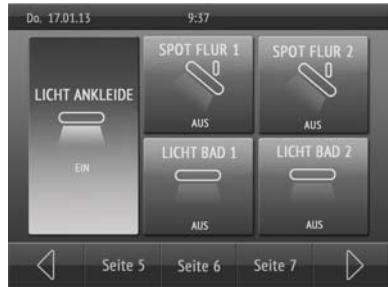 Do. 17.01.13 9:37
LICHT ANKLEIDE
EIN
SPOT FLUR 1
AUS
SPOT FLUR 2
AUS
LICHT BAD 1
AUS
LICHT BAD 2
AUS
Seite 5 Seite 6 Seite 7